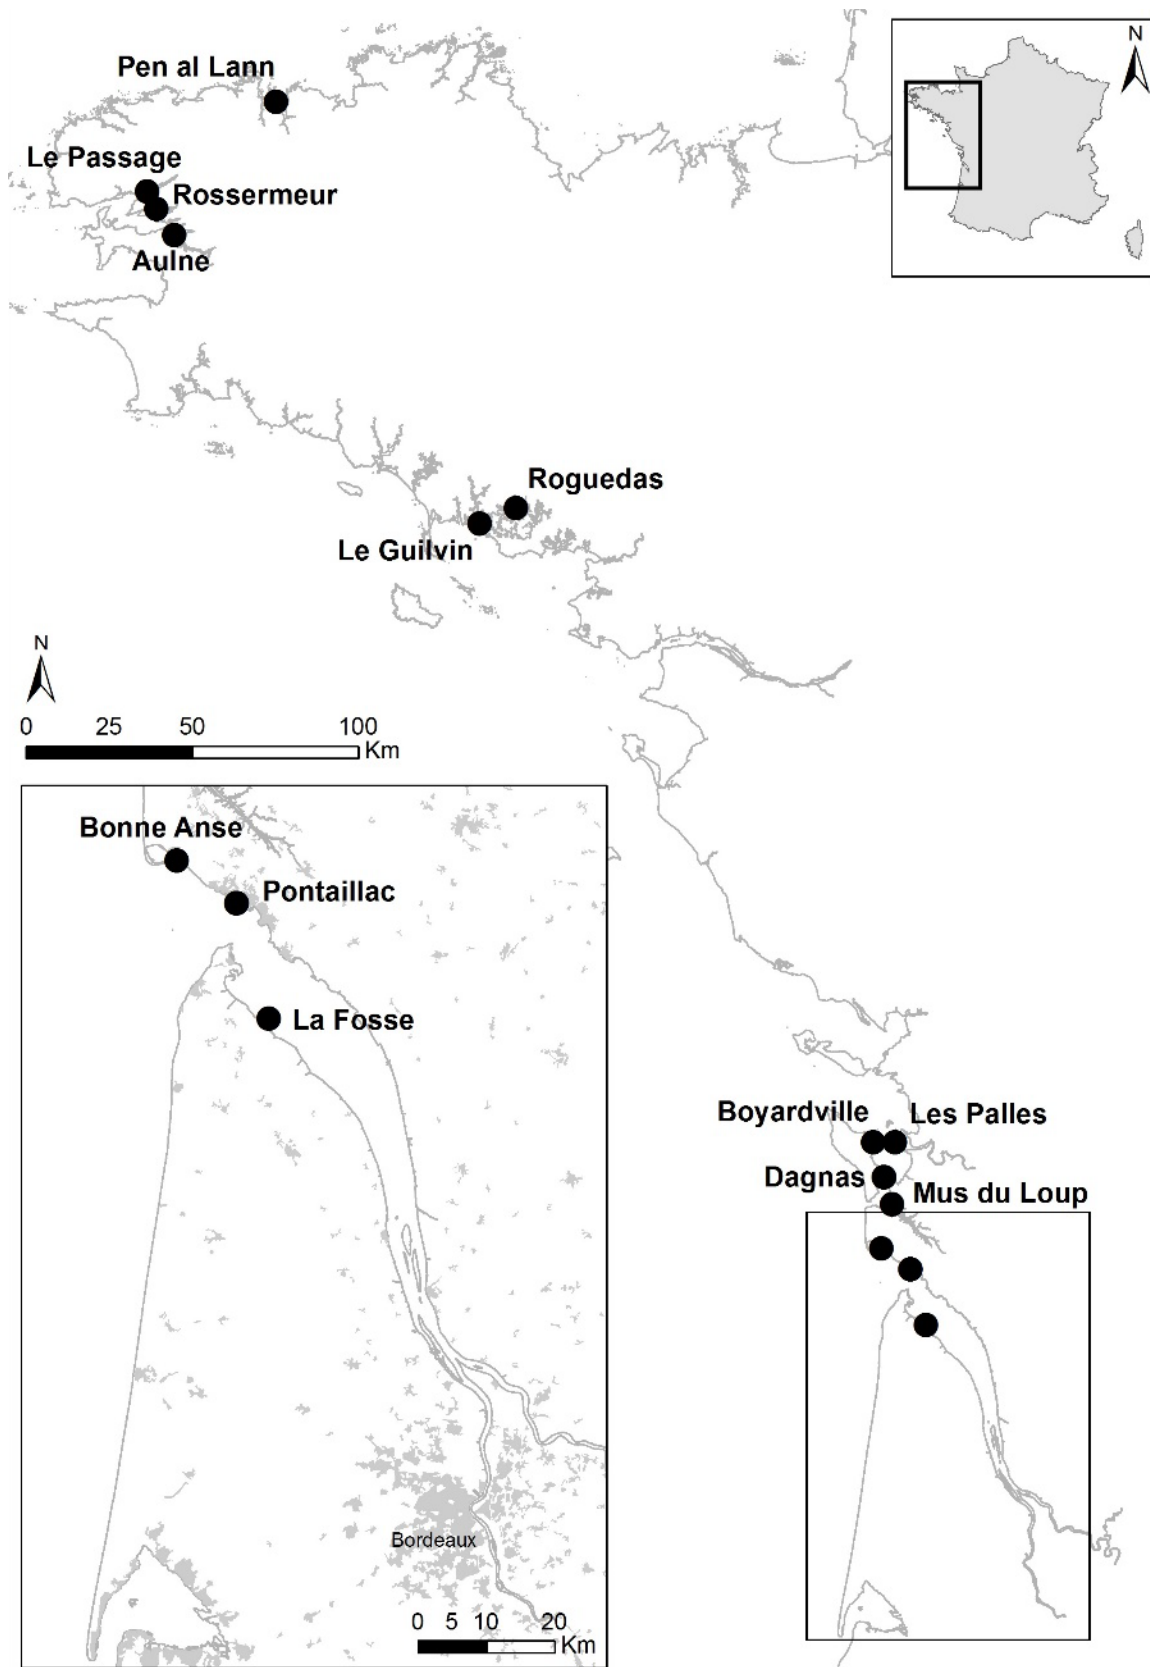 N
Pen al Lann
Le Passage
Rossermeur
Aulne
Roguedas
Le Guilvin
N
0 25 50 100
Km
Bonne Anse
Pontaillac
La Fosse
Boyardville
Les Palles
Dagnas
Mus du Loup
Bordeaux
0 5 10 20
Km